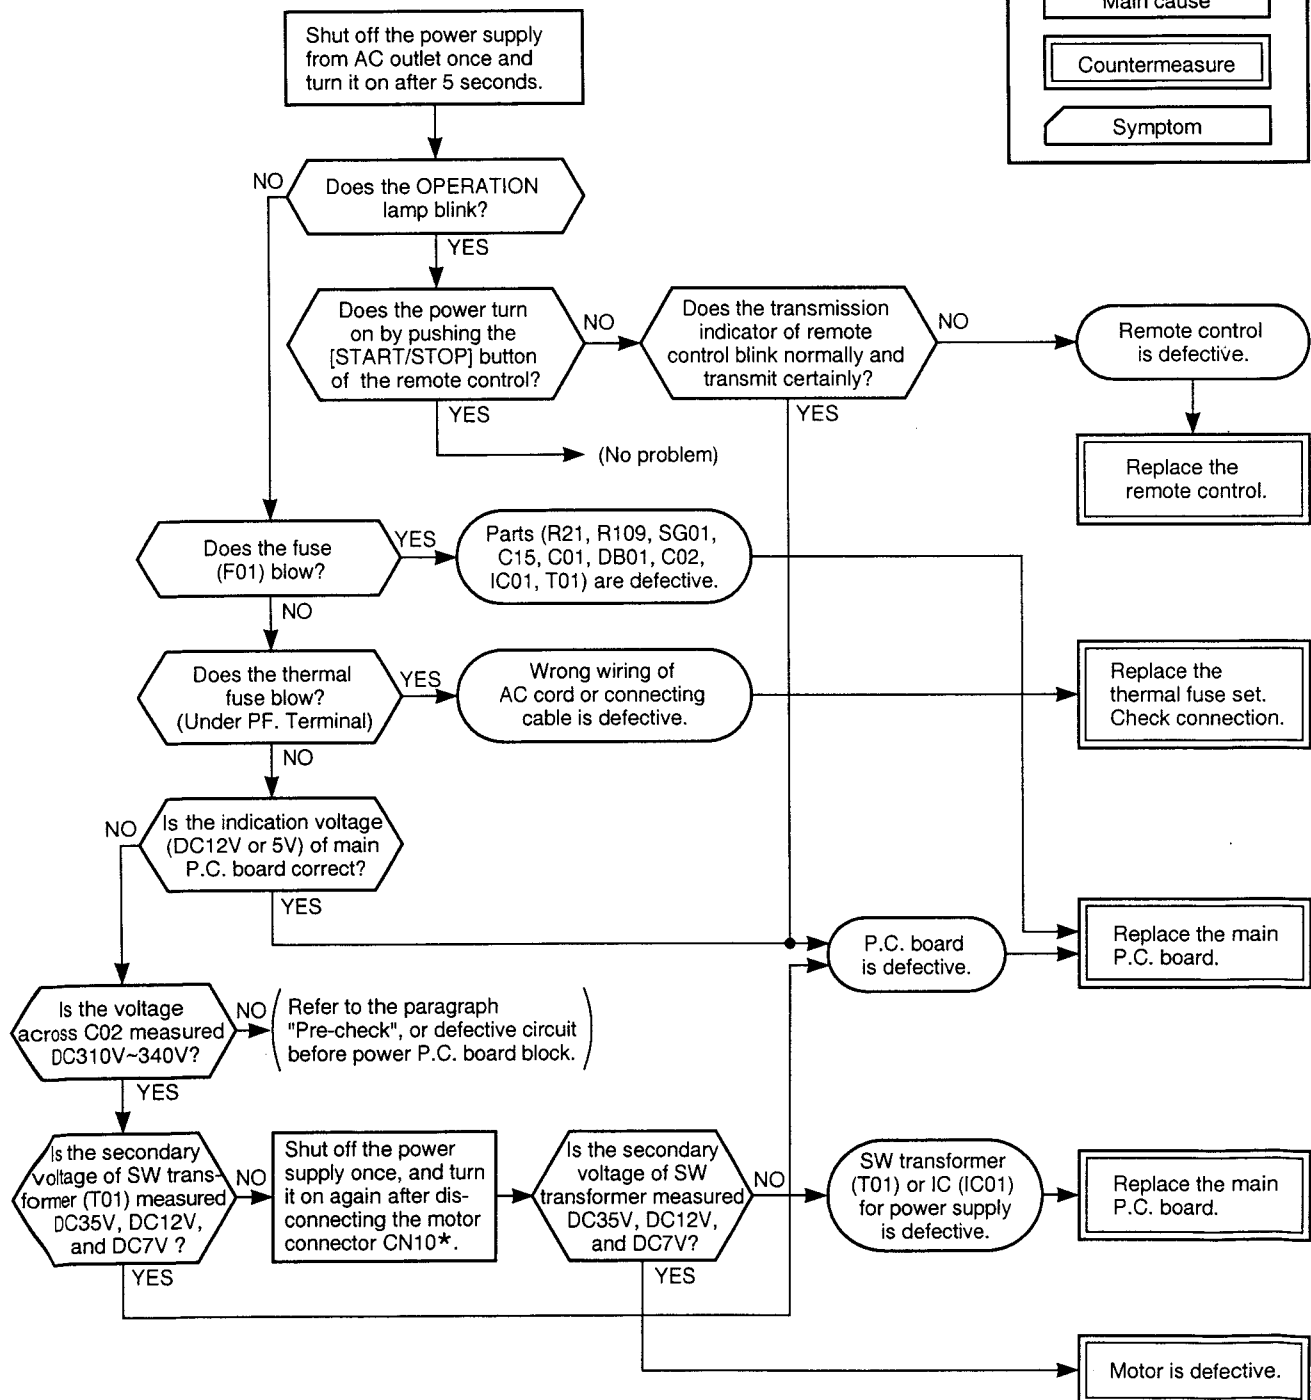 Main cause
Countermeasure
Symptom
Shut off the power supply
from AC outlet once and
turn it on after 5 seconds.
NO
Does the OPERATION
lamp blink?
YES
Does the power turn
on by pushing the
[START/STOP] button
of the remote control?
NO
Does the transmission
indicator of remote
control blink normally and
transmit certainly?
NO
Remote control
is defective.
YES
YES
(No problem)
Replace the
remote control.
Does the fuse
(F01) blow?
YES
Parts (R21, R109, SG01,
C15, C01, DB01, C02,
IC01, T01) are defective.
NO
Does the thermal
fuse blow?
(Under PF. Terminal)
YES
Wrong wiring of
AC cord or connecting
cable is defective.
Replace the
thermal fuse set.
Check connection.
NO
NO
Is the indication voltage
(DC12V or 5V) of main
P.C. board correct?
YES
P.C. board
is defective.
Replace the main
P.C. board.
Is the voltage
across C02 measured
DC310V~340V?
NO
(Refer to the paragraph
"Pre-check", or defective circuit
before power P.C. board block.)
YES
Is the secondary
voltage of SW trans-
former (T01) measured
DC35V, DC12V,
and DC7V ?
NO
Shut off the power
supply once, and turn
it on again after dis-
connecting the motor
connector CN10*.
Is the secondary
voltage of SW
transformer measured
DC35V, DC12V,
and DC7V?
NO
SW transformer
(T01) or IC (IC01)
for power supply
is defective.
Replace the main
P.C. board.
YES
YES
Motor is defective.